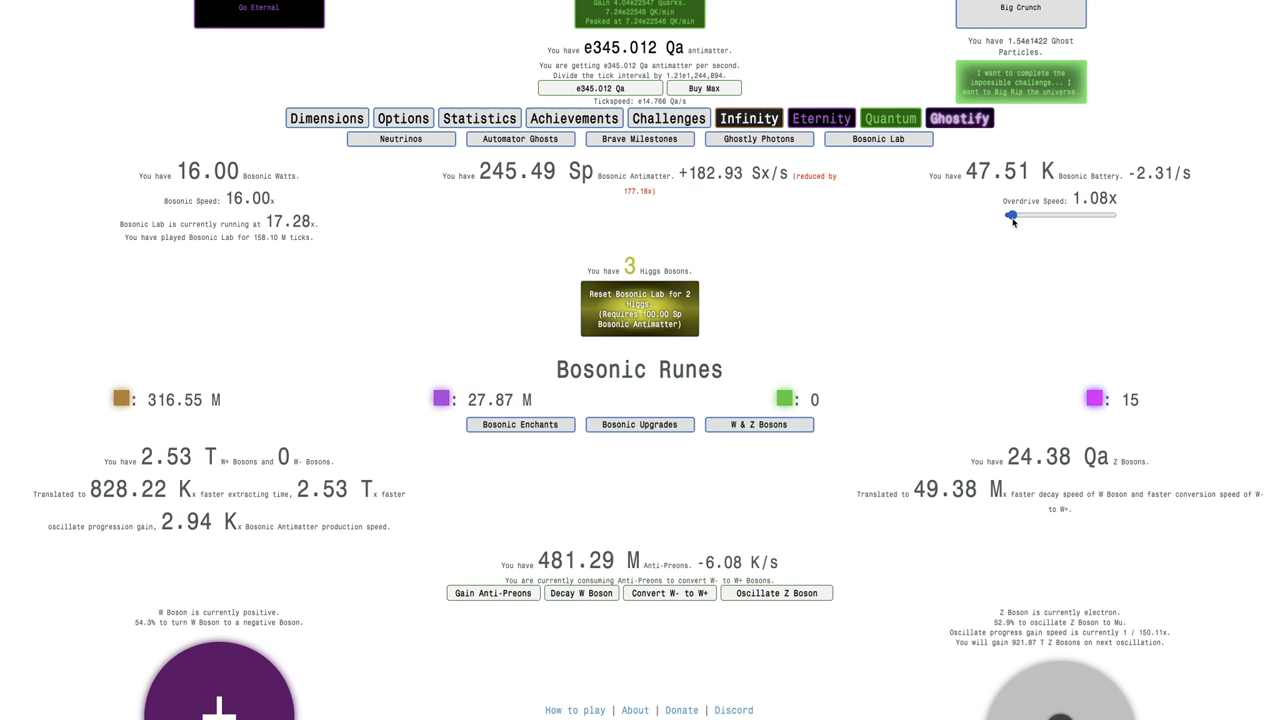 Go Eternal
Gain 4.04e22547 quarks.
7.24e22546 QK/min
Peaked at 7.24e22546 QK/min
Big Crunch
You have e345.012 Qa antimatter.
You are getting e345.012 Qa antimatter per second.
Divide the tick interval by 1.21e1,244,894.
e345.012 Qa
Buy Max
Tickspeed: e14.766 Qa/s
You have 1.54e1422 Ghost
Particles.
I want to complete the
impossible challenge... I
want to Big Rip the universe.
Dimensions
Options
Statistics
Achievements
Challenges
Infinity
Eternity
Quantum
Ghostify
Neutrinos
Automator Ghosts
Brave Milestones
Ghostly Photons
Bosonic Lab
You have 16.00 Bosonic Watts.
Bosonic Speed: 16.00x
Bosonic Lab is currently running at 17.28x.
You have played Bosonic Lab for 158.10 M ticks.
You have 245.49 Sp Bosonic Antimatter. +182.93 Sx/s (reduced by
177.18x)
You have 47.51 K Bosonic Battery. -2.31/s
Overdrive Speed: 1.08x
You have 3 Higgs Bosons.
Reset Bosonic Lab for 2
Higgs.
(Requires 100.00 Sp
Bosonic Antimatter)
Bosonic Runes
: 316.55 M
: 27.87 M
: 0
: 15
Bosonic Enchants
Bosonic Upgrades
W & Z Bosons
You have 2.53 T W+ Bosons and 0 W- Bosons.
Translated to 828.22 Kx faster extracting time, 2.53 Tx faster
oscillate progression gain, 2.94 Kx Bosonic Antimatter production speed.
You have 24.38 Qa Z Bosons.
Translated to 49.38 Mx faster decay speed of W Boson and faster conversion speed of W-
to W+.
You have 481.29 M Anti-Preons. -6.08 K/s
You are currently consuming Anti-Preons to convert W- to W+ Bosons.
Gain Anti-Preons
Decay W Boson
Convert W- to W+
Oscillate Z Boson
W Boson is currently positive.
54.3% to turn W Boson to a negative Boson.
Z Boson is currently electron.
52.9% to oscillate Z Boson to Mu.
Oscillate progress gain speed is currently 1 / 150.11x.
You will gain 921.87 T Z Bosons on next oscillation.
+
How to play | About | Donate | Discord